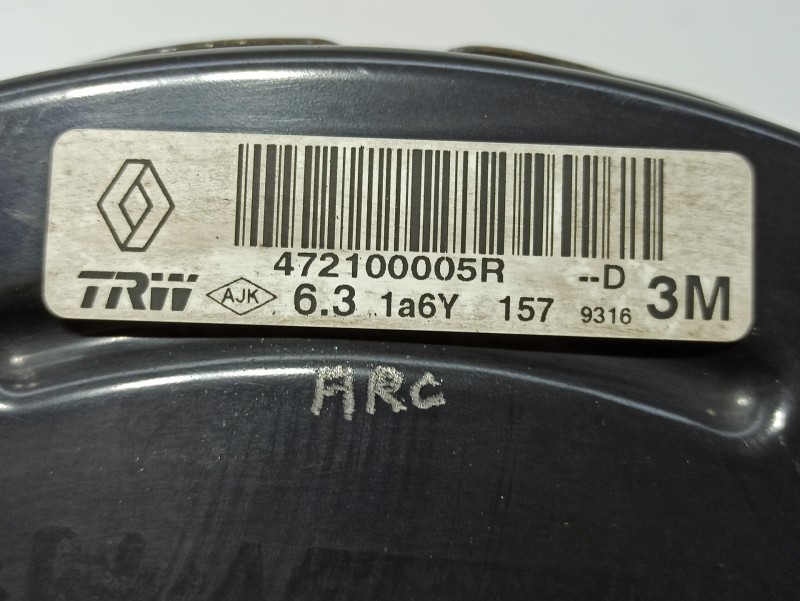 472100005R --D
TRW AJK 6.3 1a6Y 157 9316 3M
ARC